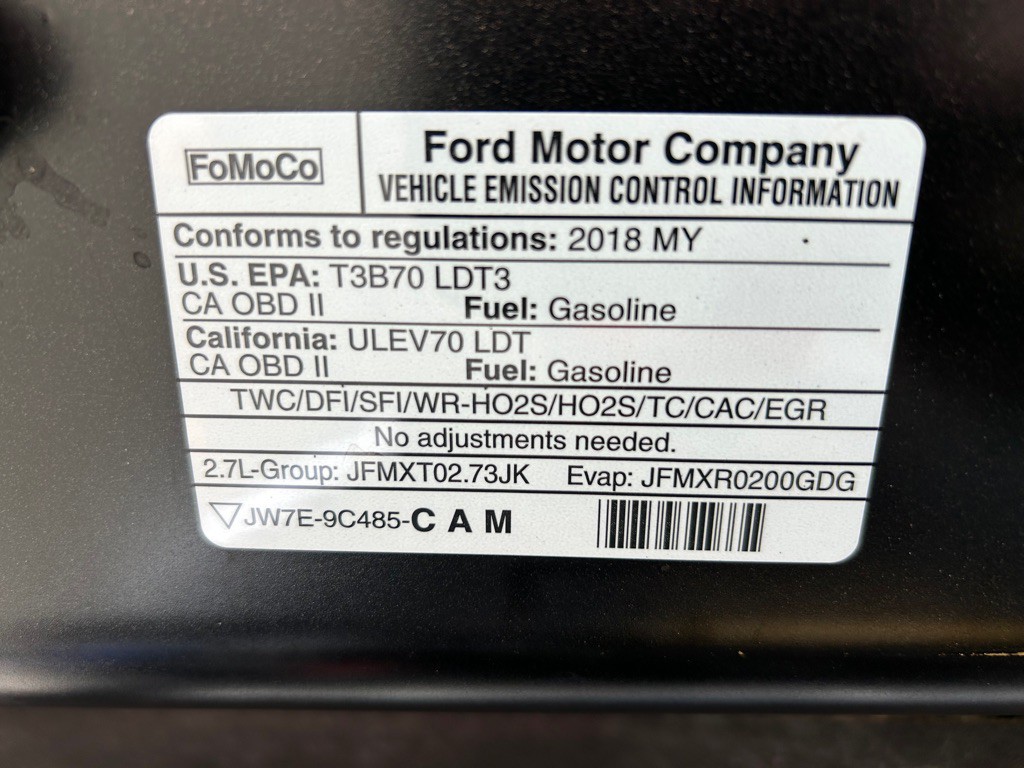 FoMoCo
Ford Motor Company
VEHICLE EMISSION CONTROL INFORMATION
Conforms to regulations: 2018 MY
U.S. EPA: T3B70 LDT3
CA OBD II Fuel: Gasoline
California: ULEV70 LDT
CA OBD II Fuel: Gasoline
TWC/DFI/SFI/WR-HO2S/HO2S/TC/CAC/EGR
No adjustments needed.
2.7L-Group: JFMXT02.73JK Evap: JFMXR0200GDG
JW7E-9C485-C A M